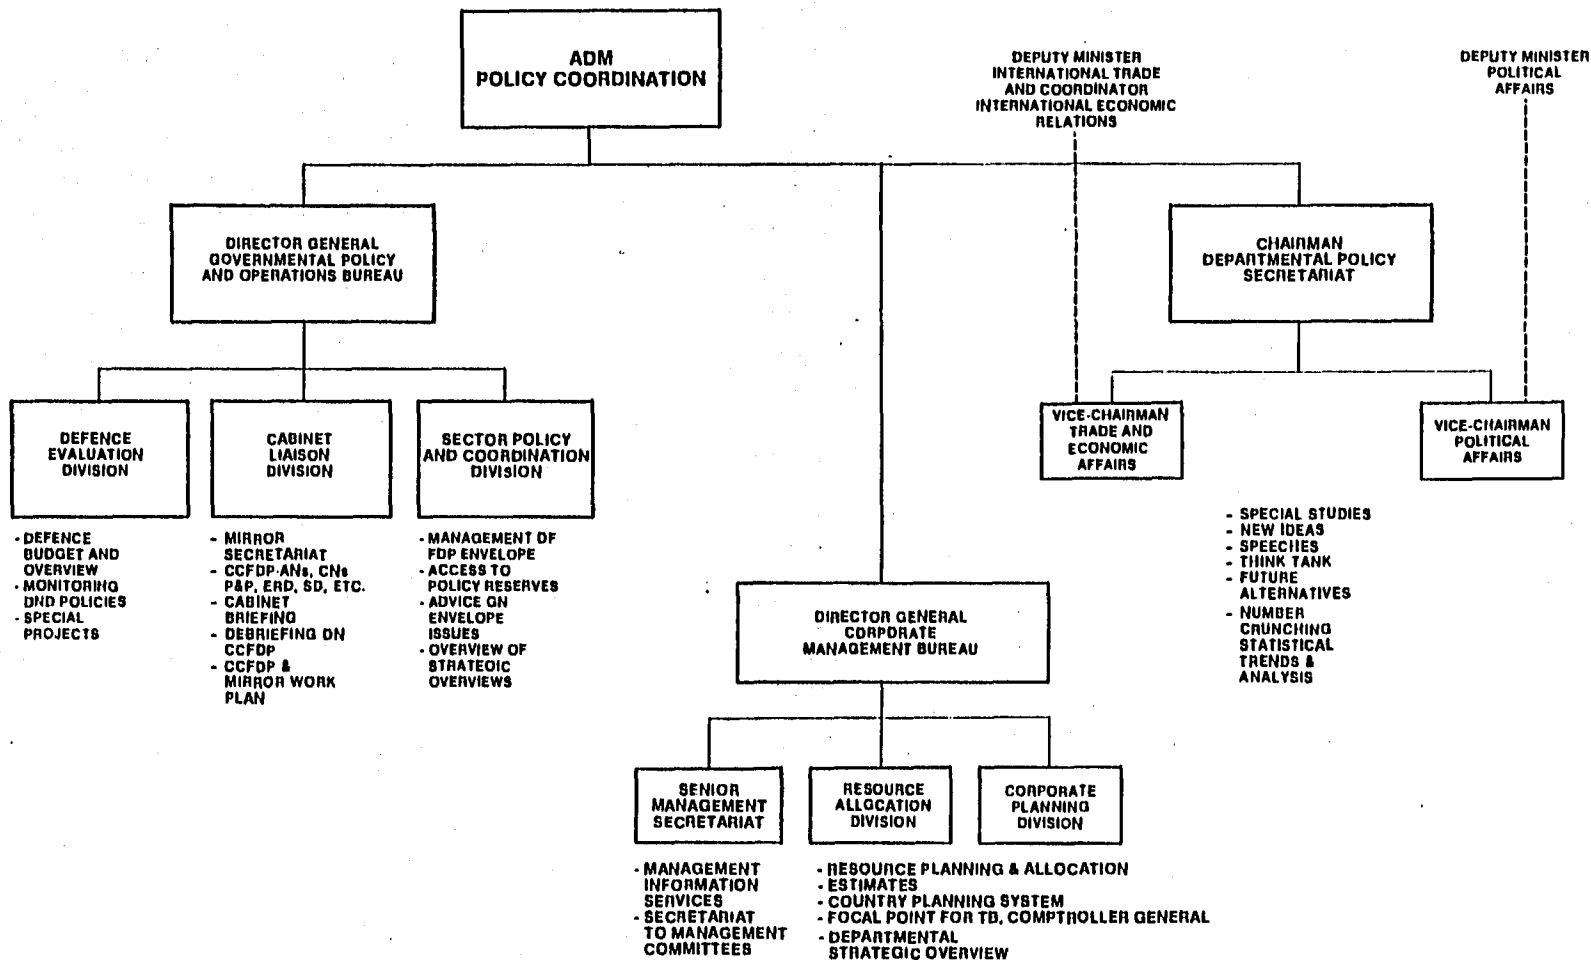 ADM
POLICY COORDINATION
DEPUTY MINISTER
INTERNATIONAL TRADE
AND COORDINATOR
INTERNATIONAL ECONOMIC
RELATIONS
DEPUTY MINISTER
POLITICAL
AFFAIRS
DIRECTOR GENERAL
GOVERNMENTAL POLICY
AND OPERATIONS BUREAU
CHAIRMAN
DEPARTMENTAL POLICY
SECRETARIAT
DEFENCE
EVALUATION
DIVISION
CABINET
LIAISON
DIVISION
SECTOR POLICY
AND COORDINATION
DIVISION
VICE-CHAIRMAN
TRADE AND
ECONOMIC
AFFAIRS
VICE-CHAIRMAN
POLITICAL
AFFAIRS
- DEFENCE
BUDGET AND
OVERVIEW
- MONITORING
DND POLICIES
- SPECIAL
PROJECTS
- MIRROR
SECRETARIAT
- CCFDP-ANs, CNs
P&P, ERD, SD, ETC.
- CABINET
BRIEFING
- DEBRIEFING ON
CCFDP
- CCFDP &
MIRROR WORK
PLAN
- MANAGEMENT OF
FDP ENVELOPE
- ACCESS TO
POLICY RESERVES
- ADVICE ON
ENVELOPE
ISSUES
- OVERVIEW OF
STRATEGIC
OVERVIEWS
- SPECIAL STUDIES
- NEW IDEAS
- SPEECHES
- THINK TANK
- FUTURE
ALTERNATIVES
- NUMBER
CRUNCHING
STATISTICAL
TRENDS &
ANALYSIS
DIRECTOR GENERAL
CORPORATE
MANAGEMENT BUREAU
SENIOR
MANAGEMENT
SECRETARIAT
RESOURCE
ALLOCATION
DIVISION
CORPORATE
PLANNING
DIVISION
- MANAGEMENT
INFORMATION
SERVICES
- SECRETARIAT
TO MANAGEMENT
COMMITTEES
- RESOURCE PLANNING & ALLOCATION
- ESTIMATES
- COUNTRY PLANNING SYSTEM
- FOCAL POINT FOR TB, COMPTROLLER GENERAL
- DEPARTMENTAL
STRATEGIC OVERVIEW